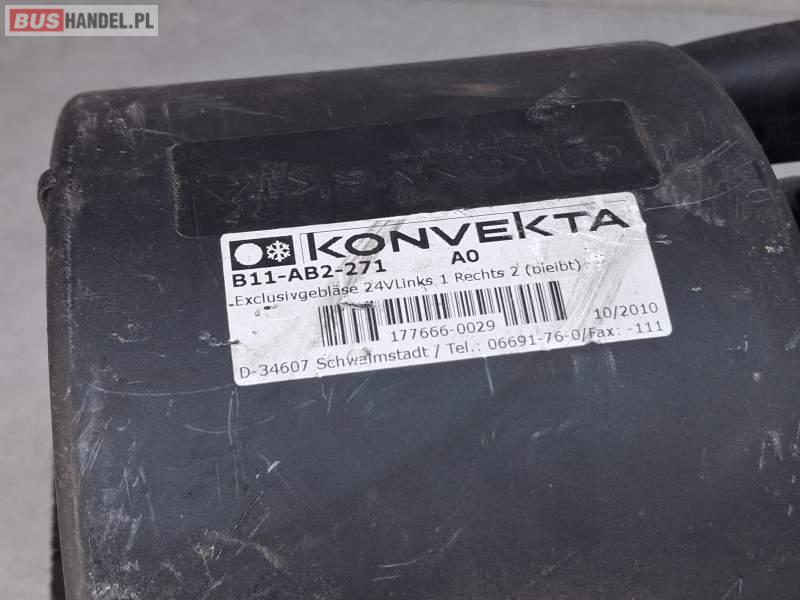 BUSHANDEL.PL
KONVEKTA
B11-AB2-271 A0
Exclusivgebläse 24VLinks 1 Rechts 2 (bleibt)
177666-0029
10/2010
D-34607 Schwalmstadt / Tel.: 06691-76-0/Fax: -111